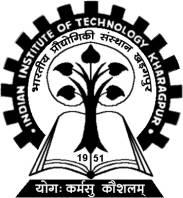 INDIAN INSTITUTE OF TECHNOLOGY KHARAGPUR
भारतीय प्रौद्योगिकी संस्थान खड़गपुर
1951
योगः कर्मसु कौशलम्